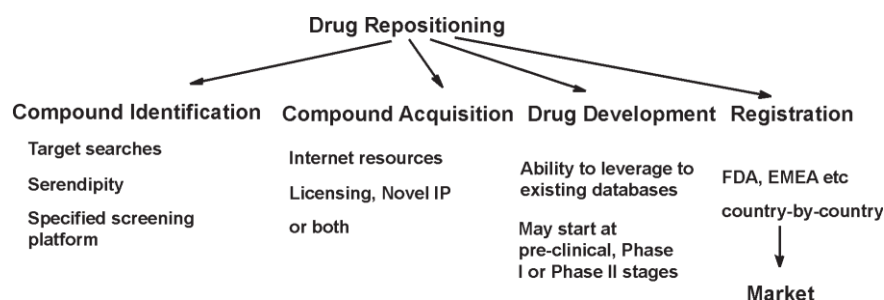 Drug Repositioning
Compound Identification
Target searches
Serendipity
Specified screening
platform
Compound Acquisition
Internet resources
Licensing, Novel IP
or both
Drug Development
Ability to leverage to
existing databases
May start at
pre-clinical, Phase
I or Phase II stages
Registration
FDA, EMEA etc
country-by-country
Market